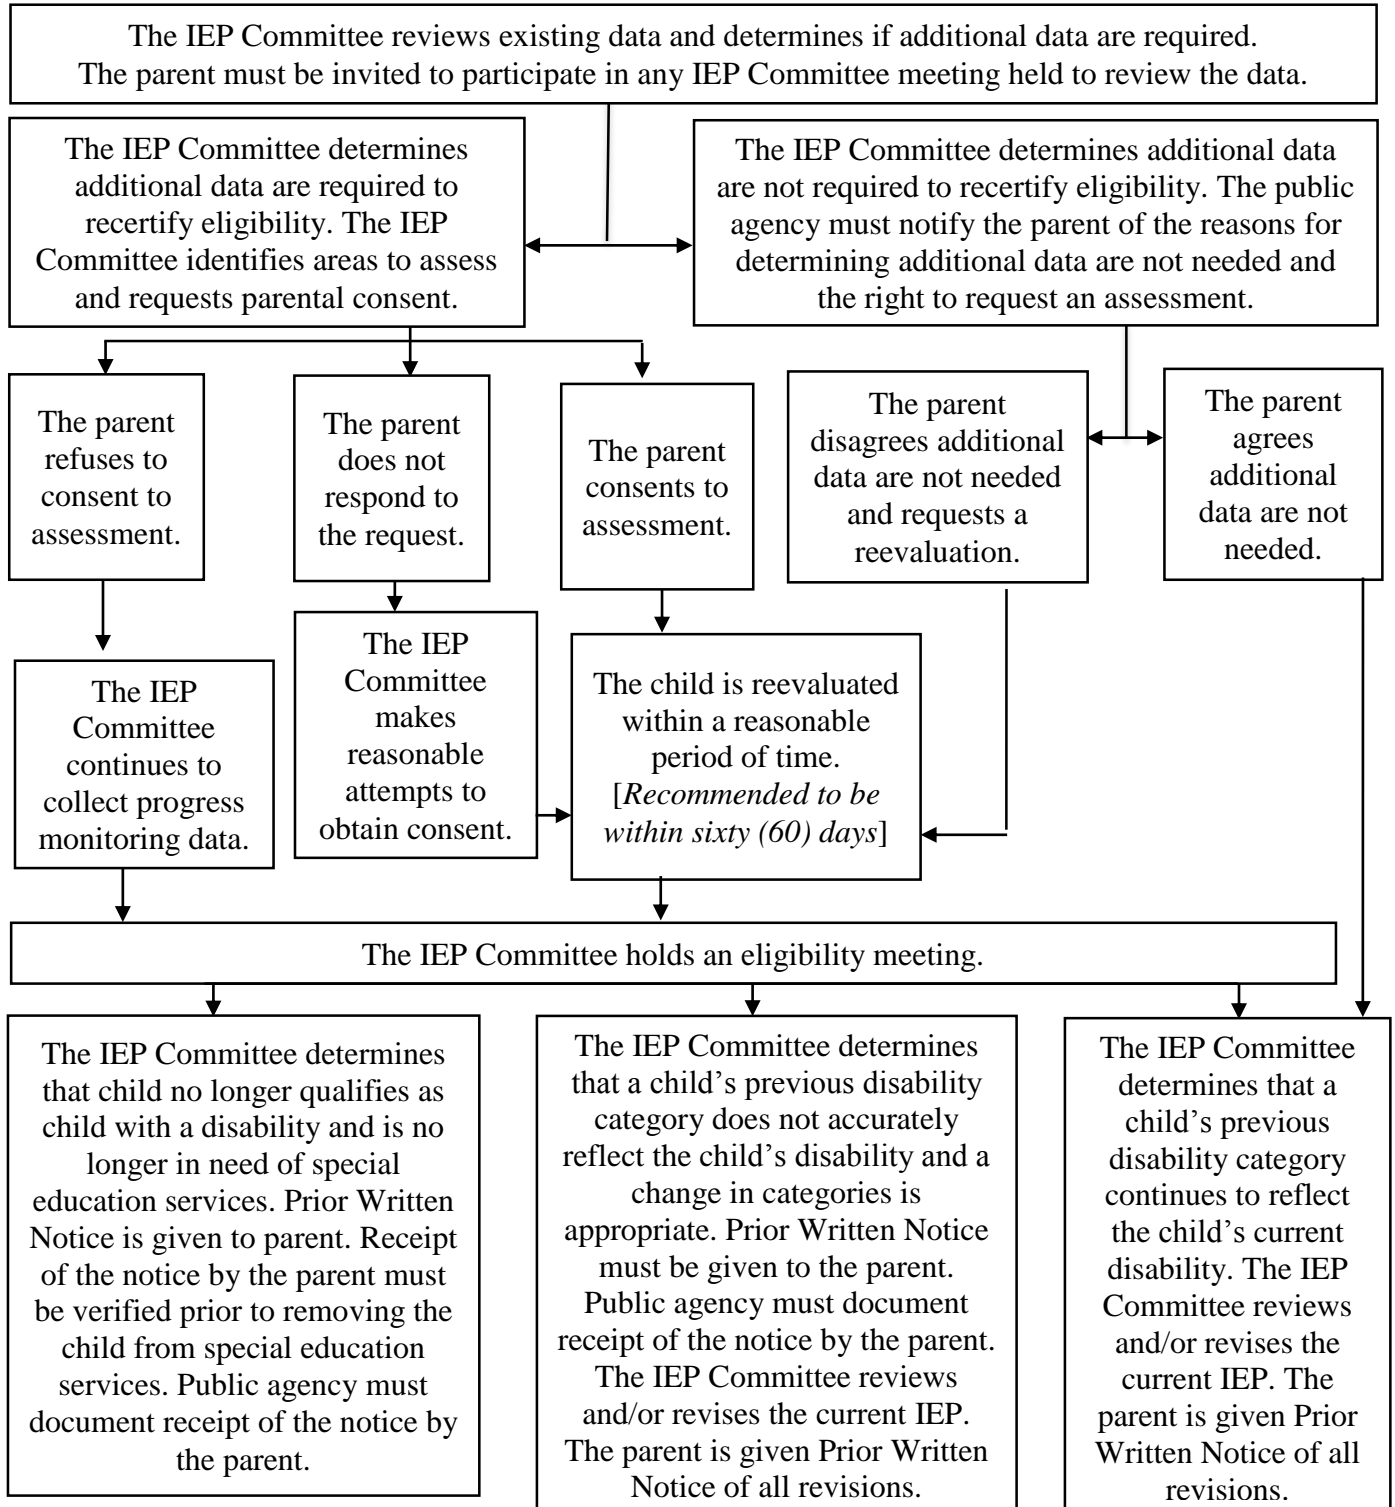 The IEP Committee reviews existing data and determines if additional data are required.
The parent must be invited to participate in any IEP Committee meeting held to review the data.
The IEP Committee determines
additional data are required to
recertify eligibility. The IEP
Committee identifies areas to assess
and requests parental consent.
The IEP Committee determines additional data
are not required to recertify eligibility. The public
agency must notify the parent of the reasons for
determining additional data are not needed and
the right to request an assessment.
The parent
refuses to
consent to
assessment.
The parent
does not
respond to
the request.
The parent
consents to
assessment.
The parent
disagrees additional
data are not needed
and requests a
reevaluation.
The parent
agrees
additional
data are not
needed.
The IEP
Committee
continues to
collect progress
monitoring data.
The IEP
Committee
makes
reasonable
attempts to
obtain consent.
The child is reevaluated
within a reasonable
period of time.
[Recommended to be
within sixty (60) days]
The IEP Committee holds an eligibility meeting.
The IEP Committee determines
that child no longer qualifies as
child with a disability and is no
longer in need of special
education services. Prior Written
Notice is given to parent. Receipt
of the notice by the parent must
be verified prior to removing the
child from special education
services. Public agency must
document receipt of the notice by
the parent.
The IEP Committee determines
that a child’s previous disability
category does not accurately
reflect the child’s disability and a
change in categories is
appropriate. Prior Written Notice
must be given to the parent.
Public agency must document
receipt of the notice by the parent.
The IEP Committee reviews
and/or revises the current IEP.
The parent is given Prior Written
Notice of all revisions.
The IEP Committee
determines that a
child’s previous
disability category
continues to reflect
the child’s current
disability. The IEP
Committee reviews
and/or revises the
current IEP. The
parent is given Prior
Written Notice of all
revisions.